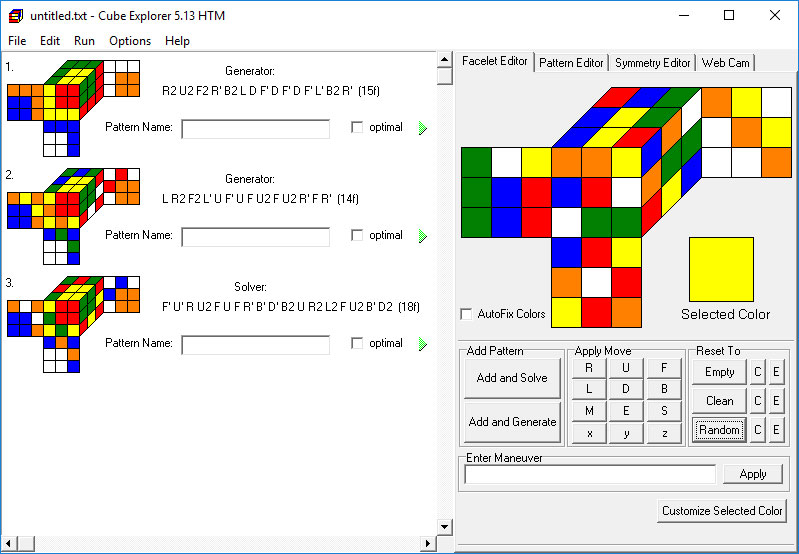 untitled.txt - Cube Explorer 5.13 HTM
File Edit Run Options Help
1.
Generator:
R2 U2 F2 R' B2 L D F' D F' D F' L' B2 R' (15f)
Pattern Name: optimal
2.
Generator:
L R2 F2 L' U F' U F U2 F U2 R' F R' (14f)
Pattern Name: optimal
3.
Solver:
F' U' R U2 F U F R' B' D' B2 U R2 L2 F U2 B' D2 (18f)
Pattern Name: optimal
Facelet Editor Pattern Editor Symmetry Editor Web Cam
AutoFix Colors
Selected Color
Add Pattern
Add and Solve
Add and Generate
Apply Move
R U F
L D B
M E S
x y z
Reset To
Empty C E
Clean C E
Random C E
Enter Maneuver
Apply
Customize Selected Color